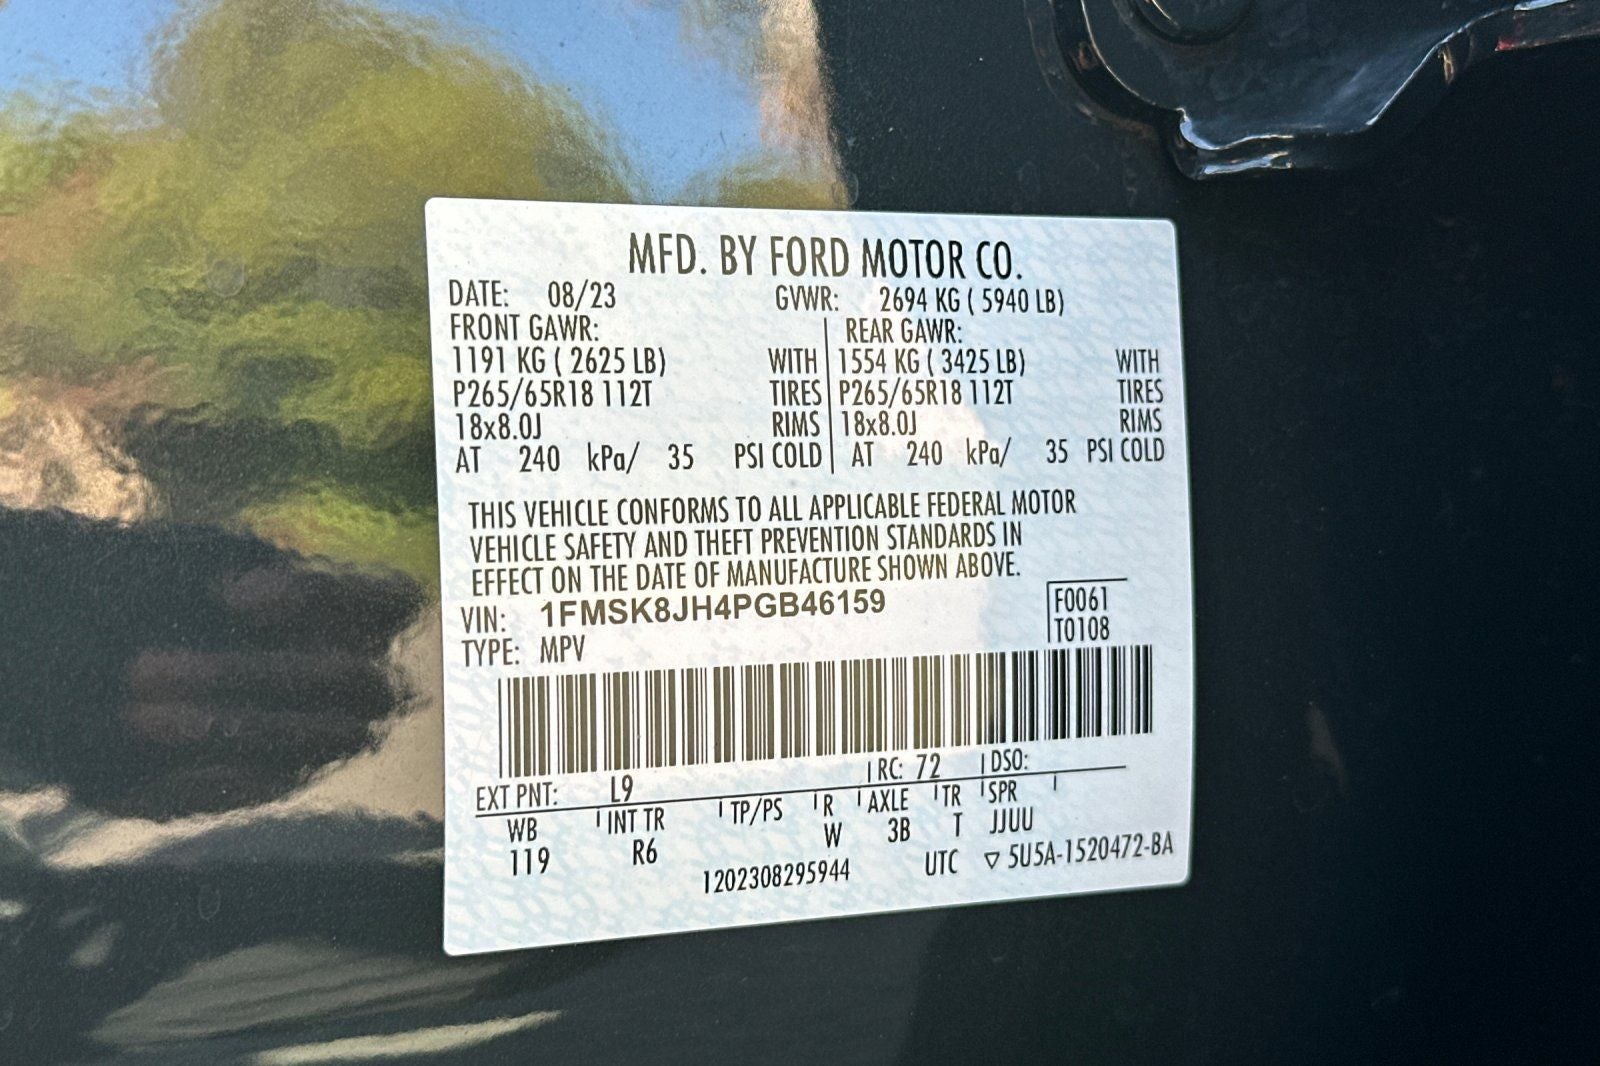 MFD. BY FORD MOTOR CO.
DATE: 08/23 GVWR: 2694 KG ( 5940 LB)
FRONT GAWR: REAR GAWR:
1191 KG ( 2625 LB) WITH 1554 KG ( 3425 LB) WITH
P265/65R18 112T TIRES P265/65R18 112T TIRES
18x8.0J RIMS 18x8.0J RIMS
AT 240 kPa/ 35 PSI COLD AT 240 kPa/ 35 PSI COLD
THIS VEHICLE CONFORMS TO ALL APPLICABLE FEDERAL MOTOR
VEHICLE SAFETY AND THEFT PREVENTION STANDARDS IN
EFFECT ON THE DATE OF MANUFACTURE SHOWN ABOVE.
VIN: 1FMSK8JH4PGB46159 F0061
TYPE: MPV T0108
EXT PNT: L9 RC: 72 DSO:
WB INT TR TP/PS R AXLE TR SPR
119 R6 W 3B T JJUU
1202308295944 UTC ▽ 5U5A-1520472-BA